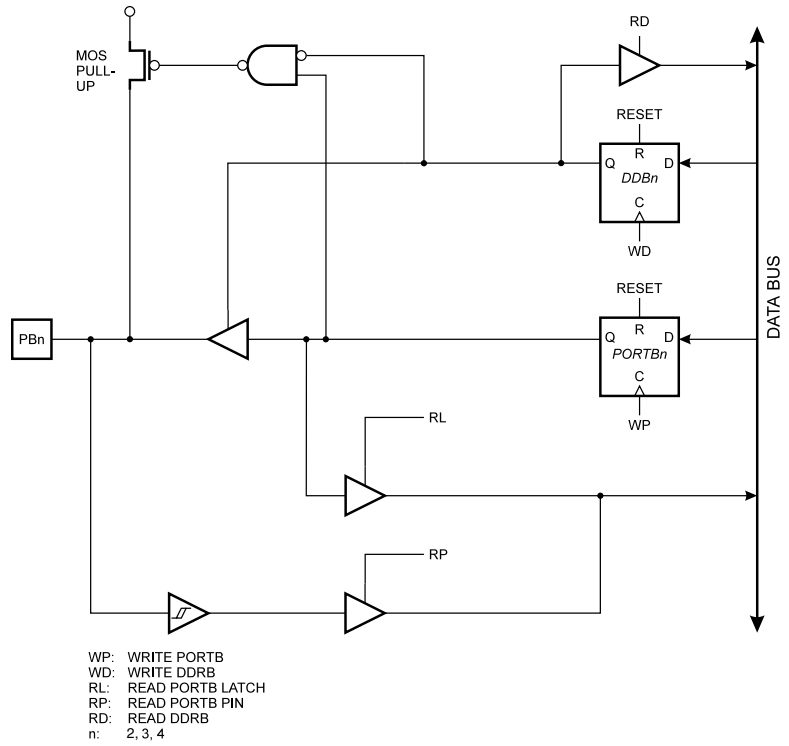 RD
MOS
PULL-
UP
RESET
R
Q
D
DDBn
C
WD
RESET
PBn
R
Q
D
PORTBn
C
WP
DATA BUS
RL
RP
WP: WRITE PORTB
WD: WRITE DDRB
RL: READ PORTB LATCH
RP: READ PORTB PIN
RD: READ DDRB
n: 2, 3, 4